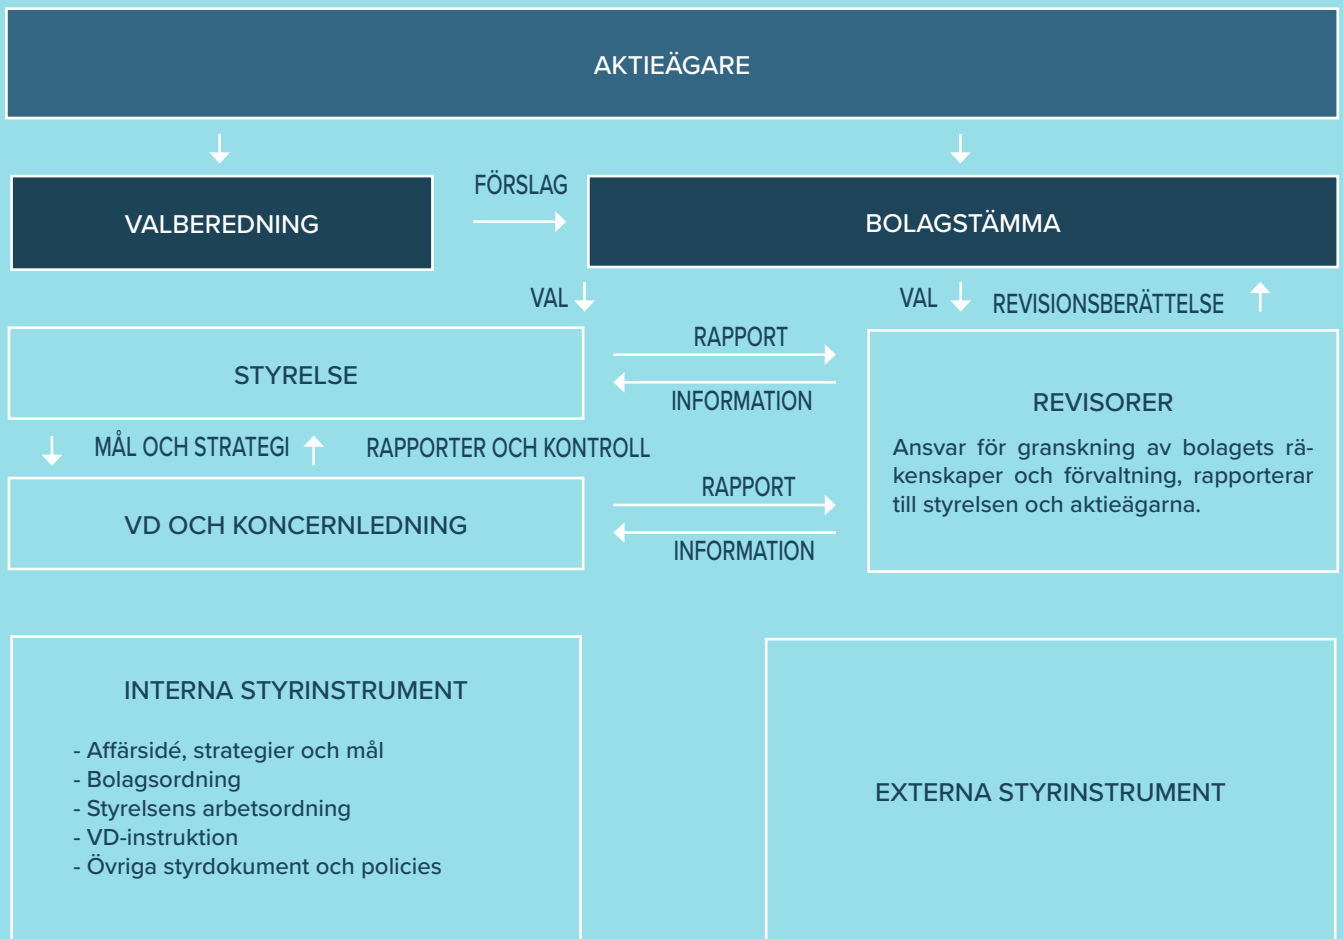 AKTIEÄGARE
VALBEREDNING
FÖRSLAG
BOLAGSTÄMMA
VAL
VAL
REVISIONSBERÄTTELSE
STYRELSE
RAPPORT
INFORMATION
MÅL OCH STRATEGI
RAPPORTER OCH KONTROLL
VD OCH KONCERNLEDNING
RAPPORT
INFORMATION
REVISORER
Ansvar för granskning av bolagets rä-
kenskaper och förvaltning, rapporterar
till styrelsen och aktieägarna.
INTERNA STYRINSTRUMENT
- Affärsidé, strategier och mål
- Bolagsordning
- Styrelsens arbetsordning
- VD-instruktion
- Övriga styrdokument och policies
EXTERNA STYRINSTRUMENT